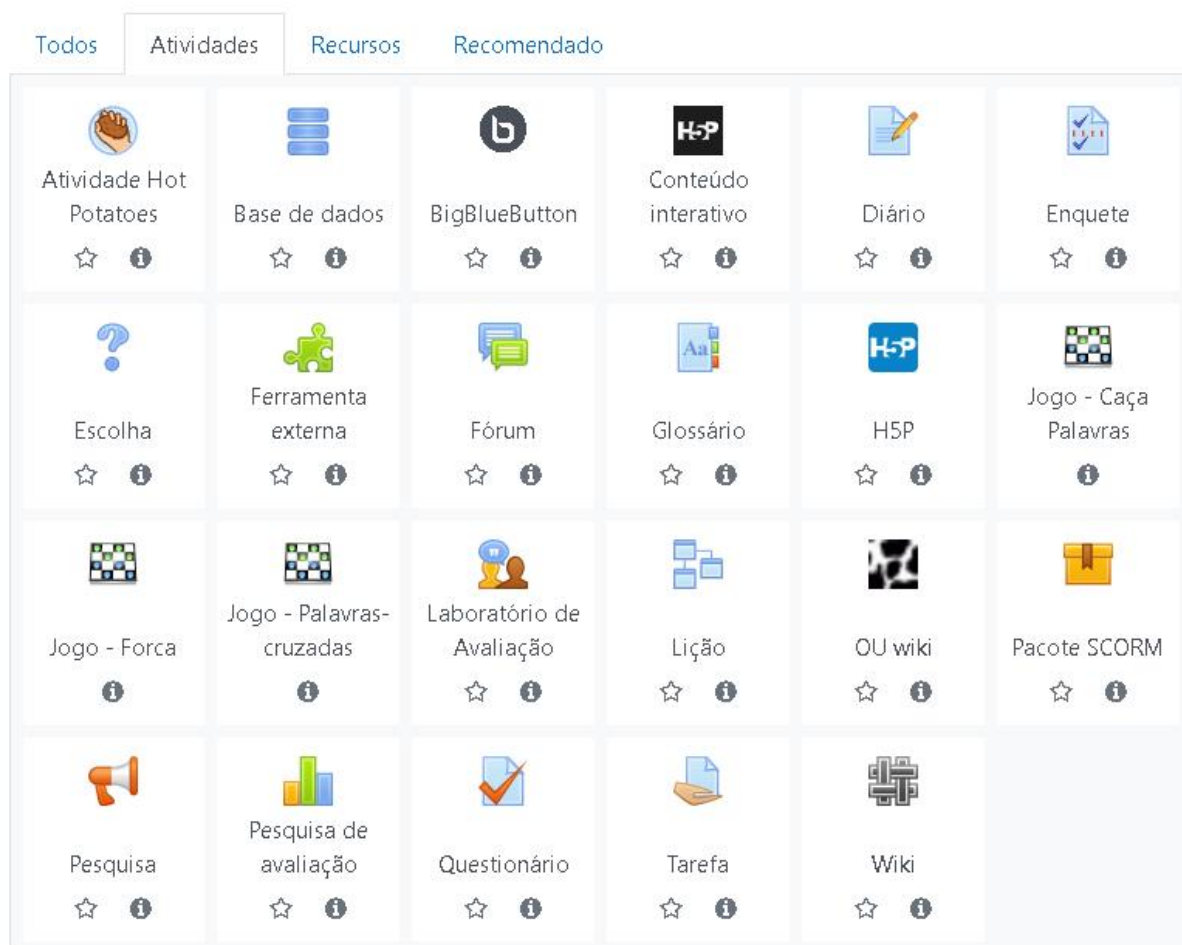 Todos Atividades Recursos Recomendado
H5P
Atividade Hot
Potatoes
Base de dados
BigBlueButton
Conteúdo
interativo
Diário
Enquete
Aa
H5P
Escolha
Ferramenta
externa
Fórum
Glossário
H5P
Jogo - Caça
Palavras
Jogo - Forca
Jogo - Palavras-
cruzadas
Laboratório de
Avaliação
Lição
OU wiki
Pacote SCORM
Pesquisa
Pesquisa de
avaliação
Questionário
Tarefa
Wiki